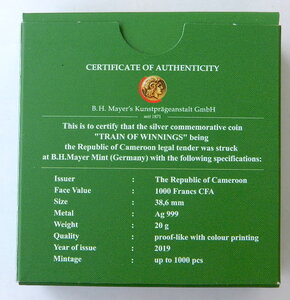 CERTIFICATE OF AUTHENTICITY
B. H. Mayer's Kunstprägeanstalt GmbH
seit 1871
This is to certify that the silver commemorative coin
"TRAIN OF WINNINGS" being
the Republic of Cameroon legal tender was struck
at B.H.Mayer Mint (Germany) with the following specifications:
Issuer : The Republic of Cameroon
Face Value : 1000 Francs CFA
Size : 38,6 mm
Metal : Ag 999
Weight : 20 g
Quality : proof-like with colour printing
Year of issue : 2019
Mintage : up to 1000 pcs